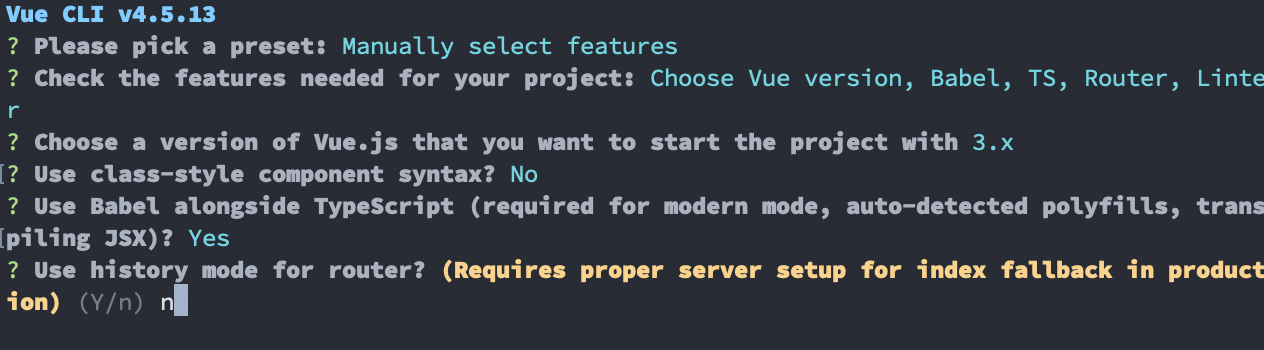 Vue CLI v4.5.13
? Please pick a preset: Manually select features
? Check the features needed for your project: Choose Vue version, Babel, TS, Router, Linte
r
? Choose a version of Vue.js that you want to start the project with 3.x
[? Use class-style component syntax? No
? Use Babel alongside TypeScript (required for modern mode, auto-detected polyfills, trans
[piling JSX)? Yes
? Use history mode for router? (Requires proper server setup for index fallback in product
ion) (Y/n) n